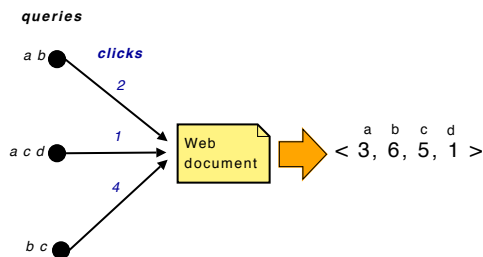 queries
a b
clicks
2
a c d
1
Web
document
a b c d
< 3, 6, 5, 1 >
4
b c